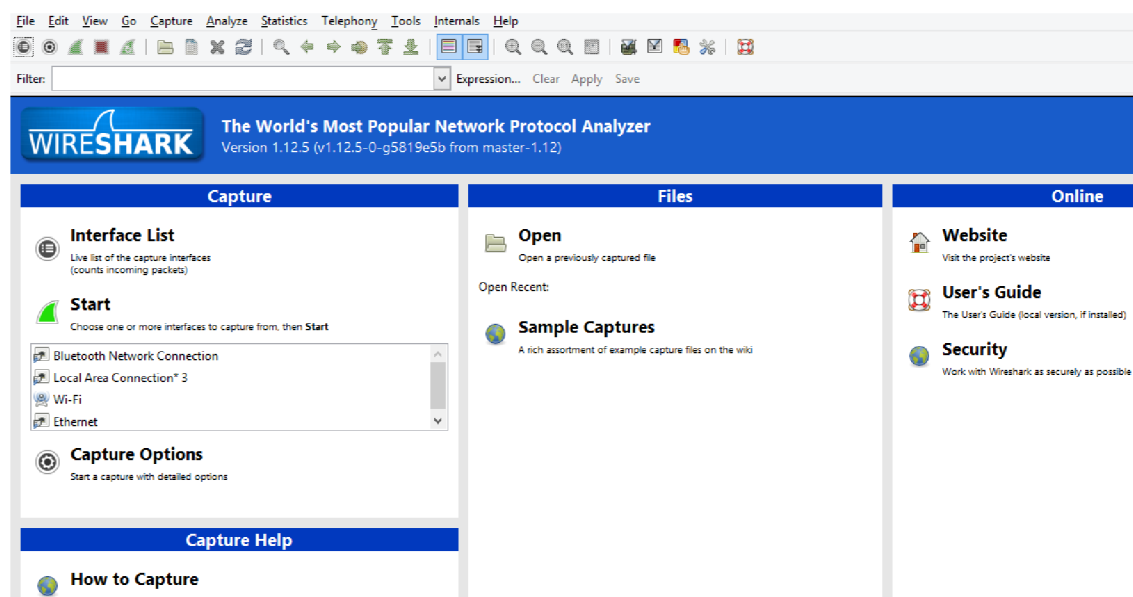 File Edit View Go Capture Analyze Statistics Telephony Tools Internals Help
Filter: Expression... Clear Apply Save
WIRESHARK
The World's Most Popular Network Protocol Analyzer
Version 1.12.5 (v1.12.5-0-g5819e5b from master-1.12)
Capture
Interface List
Live list of the capture interfaces
(counts incoming packets)
Start
Choose one or more interfaces to capture from, then Start
Bluetooth Network Connection
Local Area Connection* 3
Wi-Fi
Ethernet
Capture Options
Start a capture with detailed options
Capture Help
How to Capture
Files
Open
Open a previously captured file
Open Recent:
Sample Captures
A rich assortment of example capture files on the wiki
Online
Website
Visit the project's website
User's Guide
The User's Guide (local version, if installed)
Security
Work with Wireshark as securely as possible